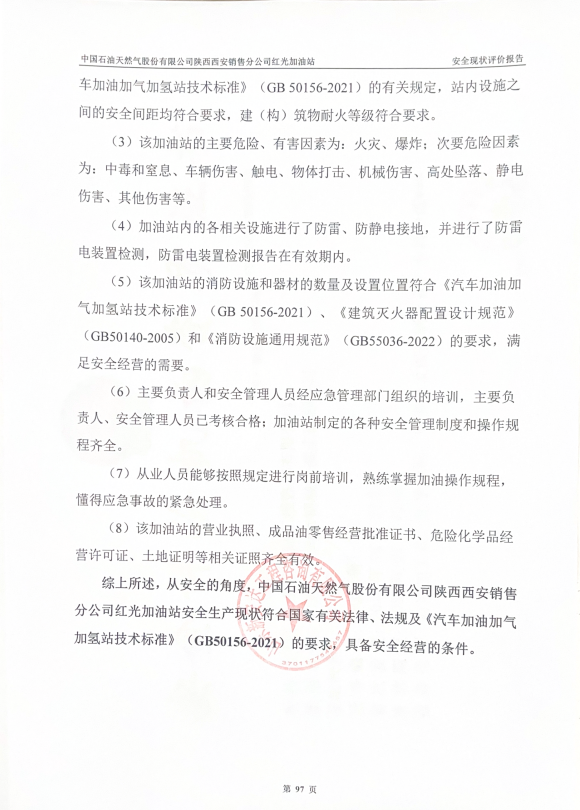 中国石油天然气股份有限公司陕西西安销售分公司红光加油站 安全现状评价报告
车加油加气加氢站技术标准》（GB 50156-2021）的有关规定，站内设施之
间的安全间距均符合要求，建（构）筑物耐火等级符合要求。
（3）该加油站的主要危险、有害因素为：火灾、爆炸；次要危险因素
为：中毒和窒息、车辆伤害、触电、物体打击、机械伤害、高处坠落、静电
伤害、其他伤害等。
（4）加油站内的各相关设施进行了防雷、防静电接地，并进行了防雷
电装置检测，防雷电装置检测报告在有效期内。
（5）该加油站的消防设施和器材的数量及设置位置符合《汽车加油加
气加氢站技术标准》（GB 50156-2021）、《建筑灭火器配置设计规范》
（GB50140-2005）和《消防设施通用规范》（GB55036-2022）的要求，满
足安全经营的需要。
（6）主要负责人和安全管理人员经应急管理部门组织的培训，主要负
责人、安全管理人员已考核合格；加油站制定的各种安全管理制度和操作规
程齐全。
（7）从业人员能够按照规定进行岗前培训，熟练掌握加油操作规程，
懂得应急事故的紧急处理。
（8）该加油站的营业执照、成品油零售经营批准证书、危险化学品经
营许可证、土地证明等相关证照齐全有效。
综上所述，从安全的角度，中国石油天然气股份有限公司陕西西安销售
分公司红光加油站安全生产现状符合国家有关法律、法规及《汽车加油加气
加氢站技术标准》（GB50156-2021）的要求，具备安全经营的条件。
第 97 页